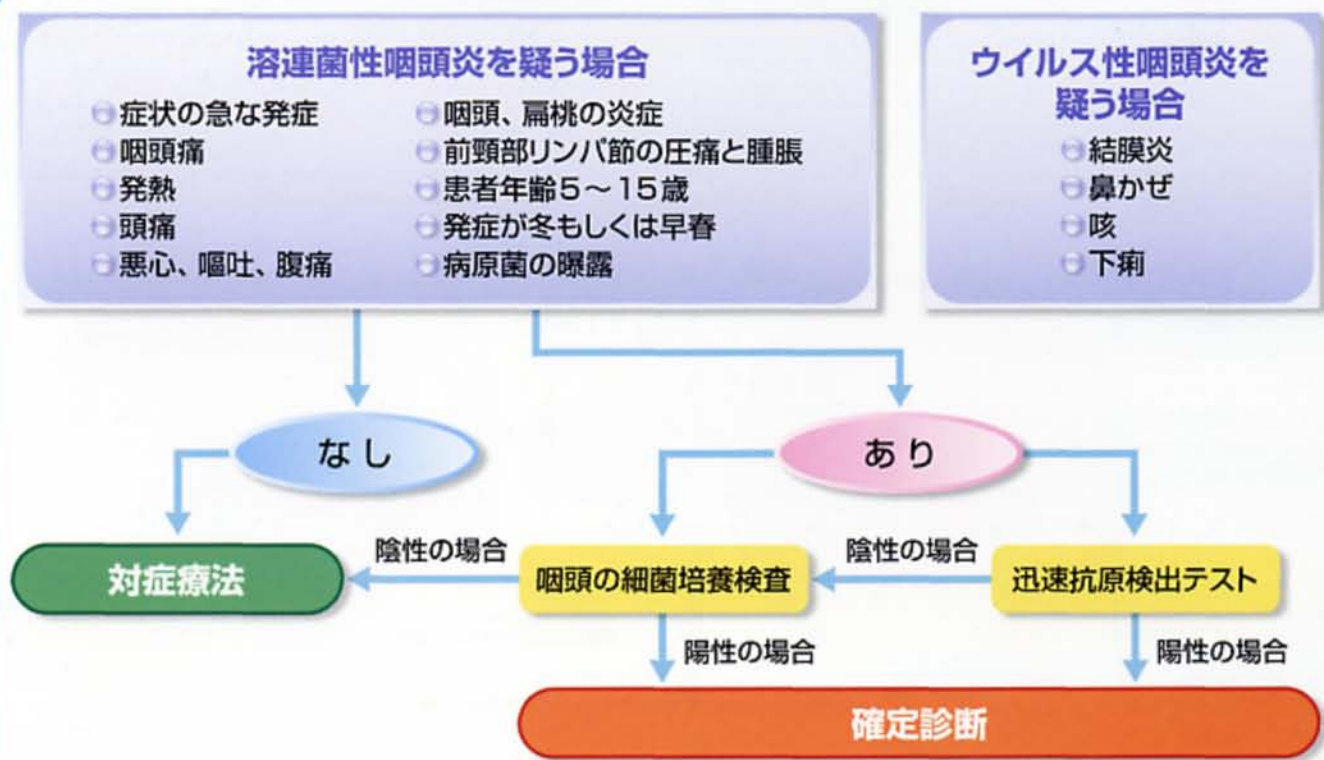 溶連菌性咽頭炎を疑う場合
症状の急な発症
咽頭痛
発熱
頭痛
悪心、嘔吐、腹痛
咽頭、扁桃の炎症
前頸部リンパ節の圧痛と腫脹
患者年齢5～15歳
発症が冬もしくは早春
病原菌の曝露
ウイルス性咽頭炎を
疑う場合
結膜炎
鼻かぜ
咳
下痢
なし
あり
対症療法
陰性の場合
咽頭の細菌培養検査
陰性の場合
迅速抗原検出テスト
陽性の場合
陽性の場合
確定診断